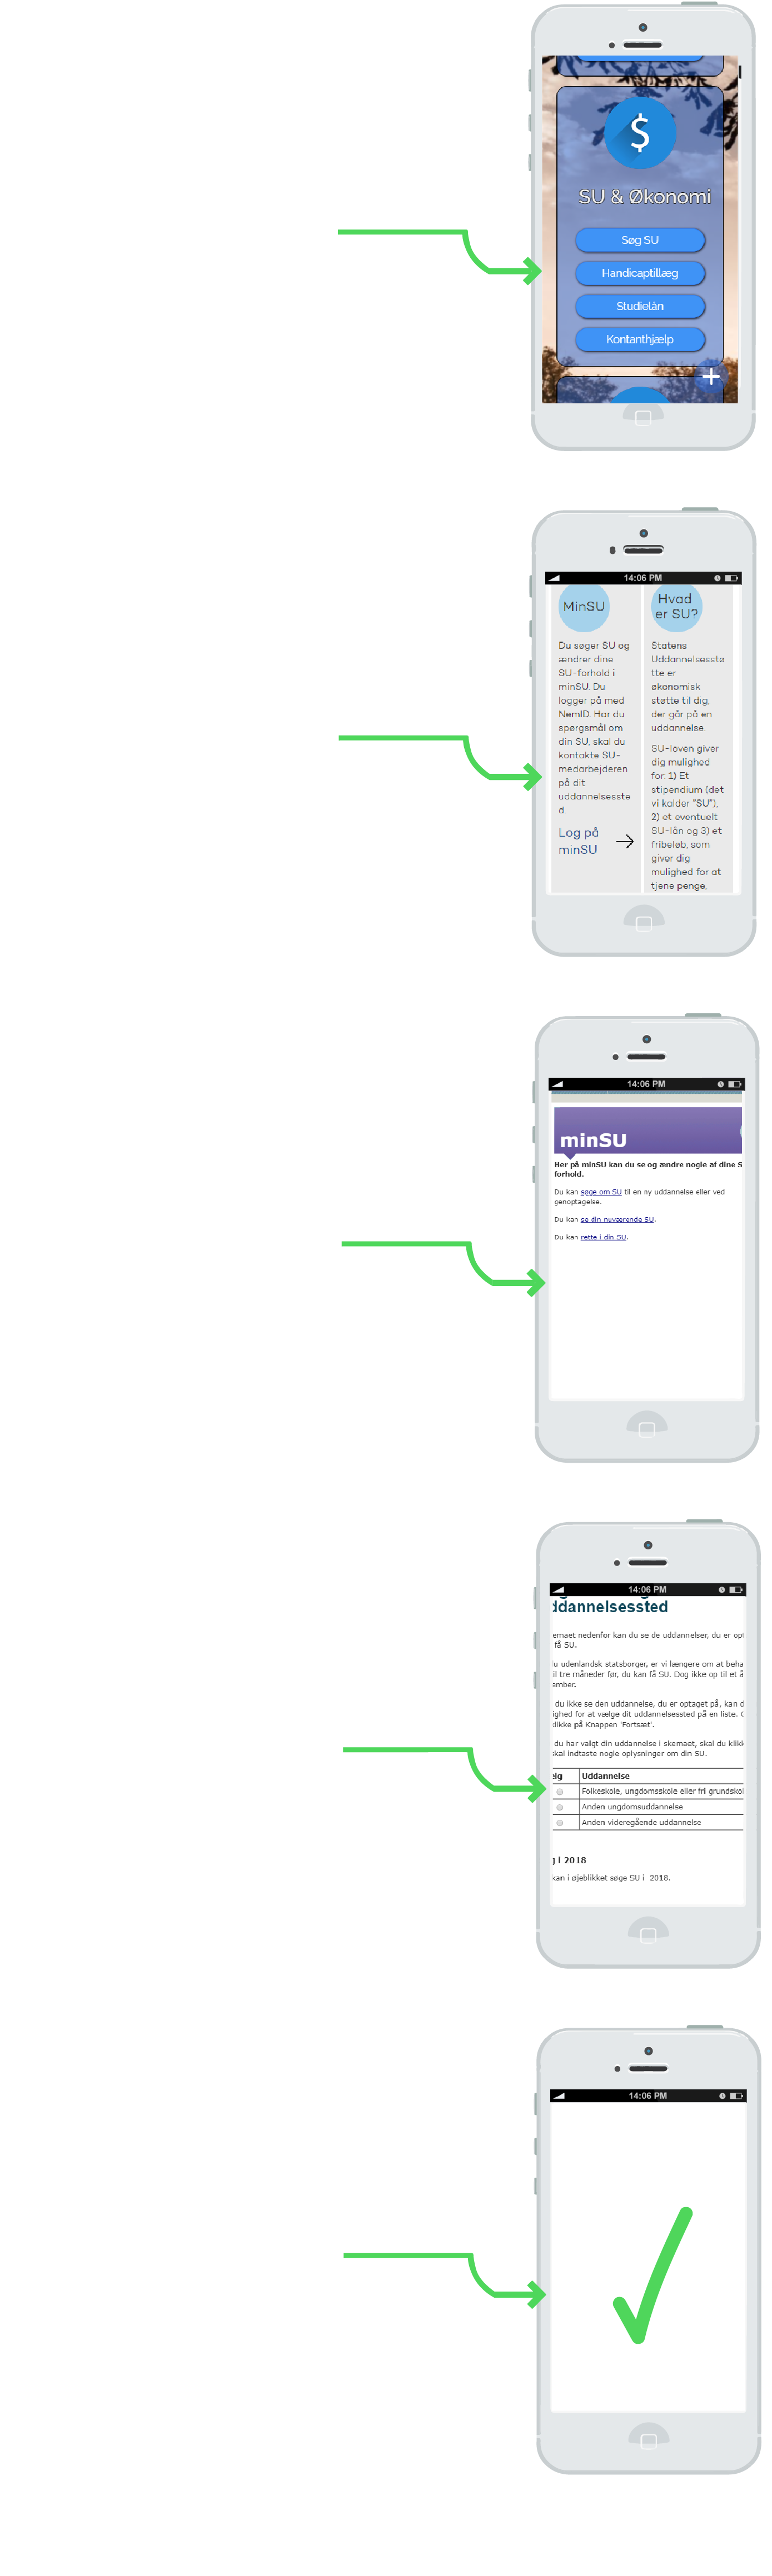 $
SU & Økonomi
Søg SU
Handicaptillæg
Studielån
Kontanthjælp
+
14:06 PM
MinSU
Du søger SU og
ændrer dine
SU-forhold i
minSU. Du
logger på med
NemID. Har du
spørgsmål om
din SU, skal du
kontakte SU-
medarbejderen
på dit
uddannelsesste
d.
Log på
minSU
Hvad
er SU?
Statens
Uddannelsesstø
tte er
økonomisk
støtte til dig,
der går på en
uddannelse.
SU-loven giver
dig mulighed
for: 1) Et
stipendium (det
vi kalder "SU"),
2) et eventuelt
SU-lån og 3) et
fribeløb, som
giver dig
mulighed for at
tjene penge,
14:06 PM
minSU
Her på minSU kan du se og ændre nogle af dine S
forhold.
Du kan søge om SU til en ny uddannelse eller ved
genoptagelse.
Du kan se din nuværende SU.
Du kan rette i din SU.
14:06 PM
ddannelsessted
emaet nedenfor kan du se de uddannelser, du er opt
få SU.
u udenlandsk statsborger, er vi længere om at beha
il tre måneder før, du kan få SU. Dog ikke op til et å
ember.
du ikke se den uddannelse, du er optaget på, kan d
ighed for at vælge dit uddannelsessted på en liste.
dikke på Knappen 'Fortsæt'.
du har valgt din uddannelse i skemaet, skal du klikk
skal indtaste nogle oplysninger om din SU.
lg Uddannelse
Folkeskole, ungdomsskole eller fri grundskol
Anden ungdomsuddannelse
Anden videregående uddannelse
g i 2018
kan i øjeblikket søge SU i 2018.
14:06 PM